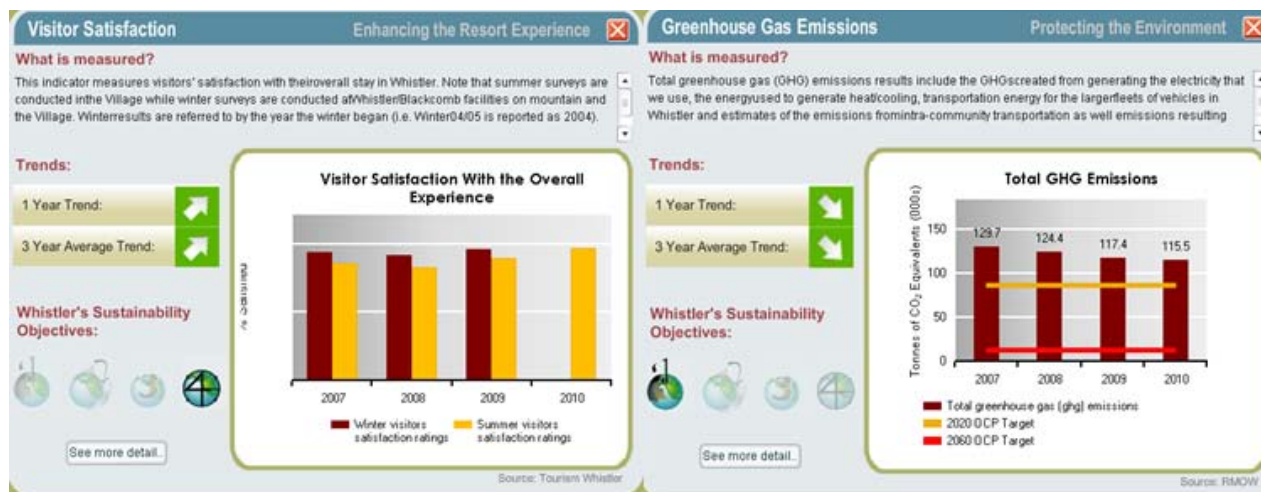 Visitor Satisfaction
Enhancing the Resort Experience
What is measured?
This indicator measures visitors' satisfaction with theiroverall stay in Whistler. Note that summer surveys are
conducted inthe Village while winter surveys are conducted atWhistler/Blackcomb facilities on mountain and
the Village. Winterresults are referred to by the year the winter began (i.e. Winter04/05 is reported as 2004).
Trends:
1 Year Trend:
3 Year Average Trend:
Whistler's Sustainability
Objectives:
1 2 3 4
See more detail..
Visitor Satisfaction With the Overall
Experience
2007 2008 2009 2010
Winter visitors
satisfaction ratings
Summer visitors
satisfaction ratings
Source: Tourism Whistler
Greenhouse Gas Emissions
Protecting the Environment
What is measured?
Total greenhouse gas (GHG) emissions results include the GHGscreated from generating the electricity that
we use, the energyused to generate heat/cooling, transportation energy for the largerfleets of vehicles in
Whistler and estimates of the emissions fromintra-community transportation as well emissions resulting
Trends:
1 Year Trend:
3 Year Average Trend:
Whistler's Sustainability
Objectives:
1 2 3 4
See more detail..
Total GHG Emissions
Tonnes of CO₂ Equivalents (000s)
150
100
50
0
129.7 124.4 117.4 115.5
2007 2008 2009 2010
Total greenhouse gas (ghg) emissions
2020 OCP Target
2060 OCP Target
Source: RMOW